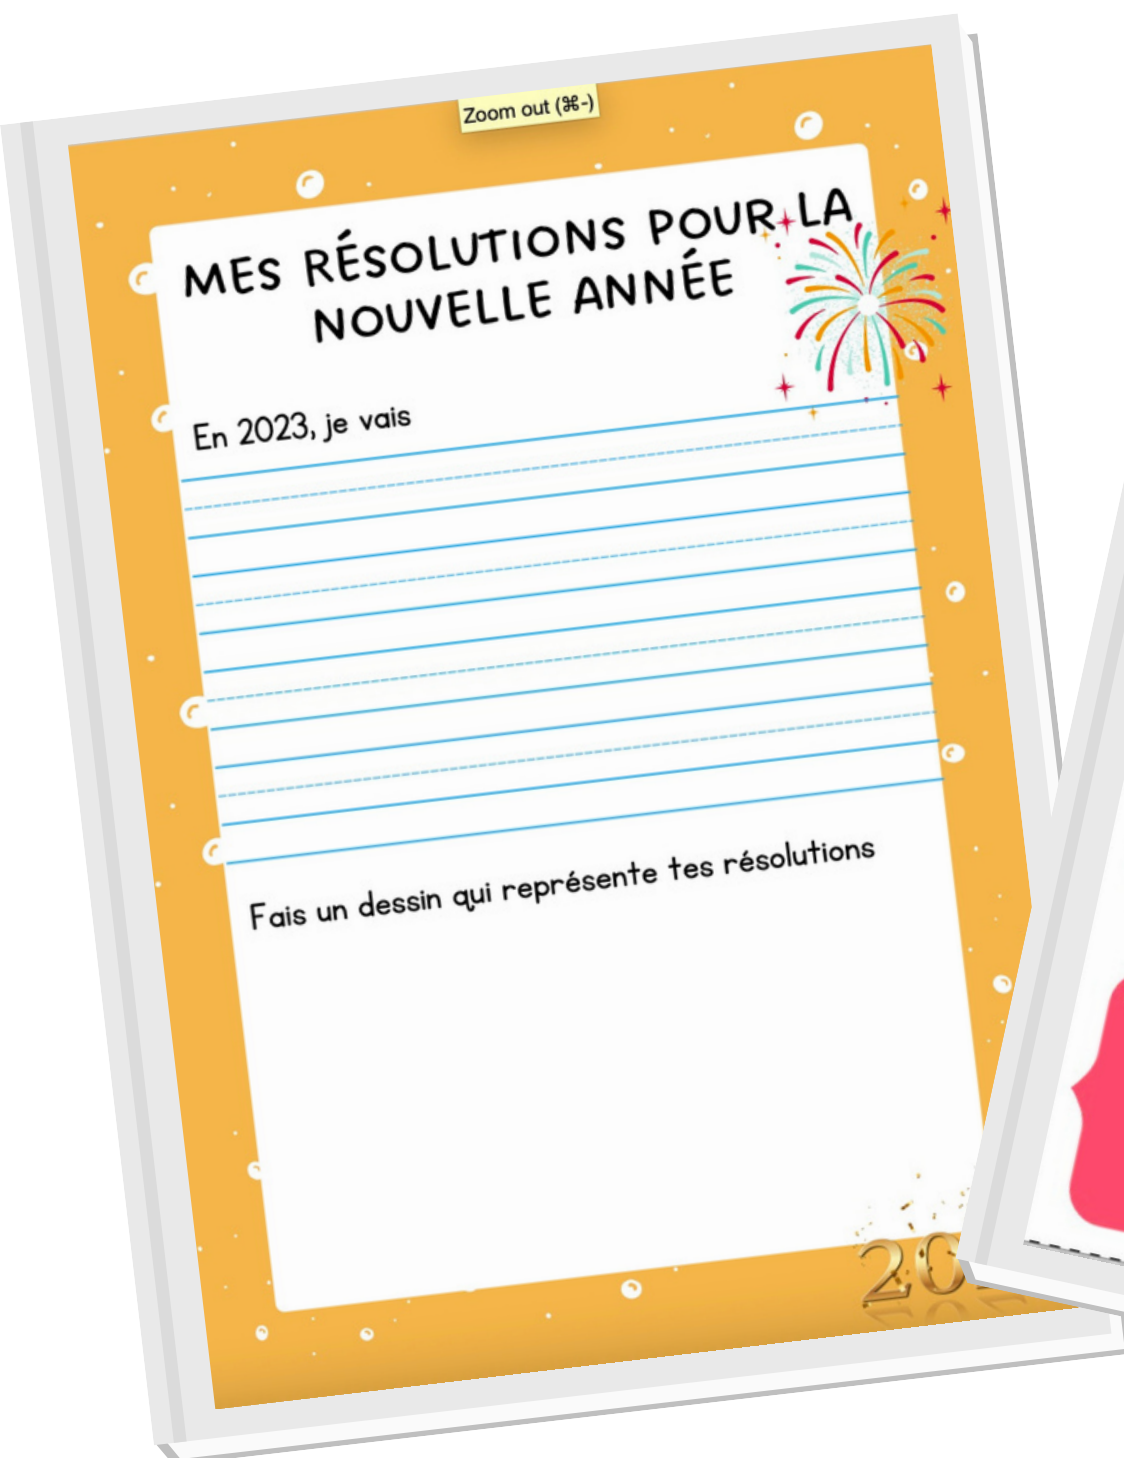 Zoom out (⌘-)
MES RÉSOLUTIONS POUR LA
NOUVELLE ANNÉE
En 2023, je vais
Fais un dessin qui représente tes résolutions